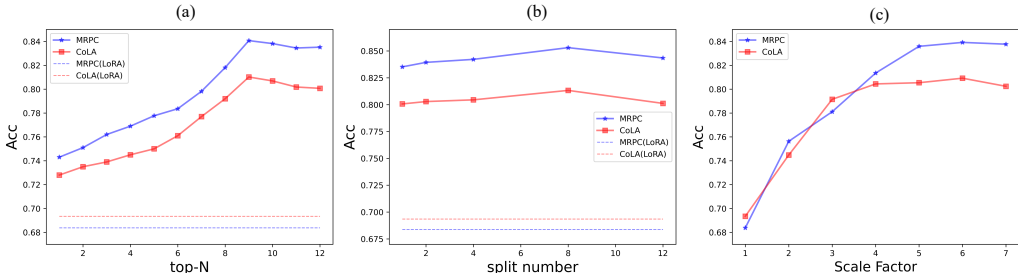 (a)
MRPC
CoLA
MRPC(LoRA)
CoLA(LoRA)
0.84
0.82
0.80
0.78
0.76
0.74
0.72
0.70
0.68
Acc
2 4 6 8 10 12
top-N
(b)
0.850
0.825
0.800
0.775
0.750
0.725
0.700
0.675
Acc
MRPC
CoLA
MRPC(LoRA)
CoLA(LoRA)
2 4 6 8 10 12
split number
(c)
MRPC
CoLA
0.84
0.82
0.80
0.78
0.76
0.74
0.72
0.70
0.68
Acc
1 2 3 4 5 6 7
Scale Factor